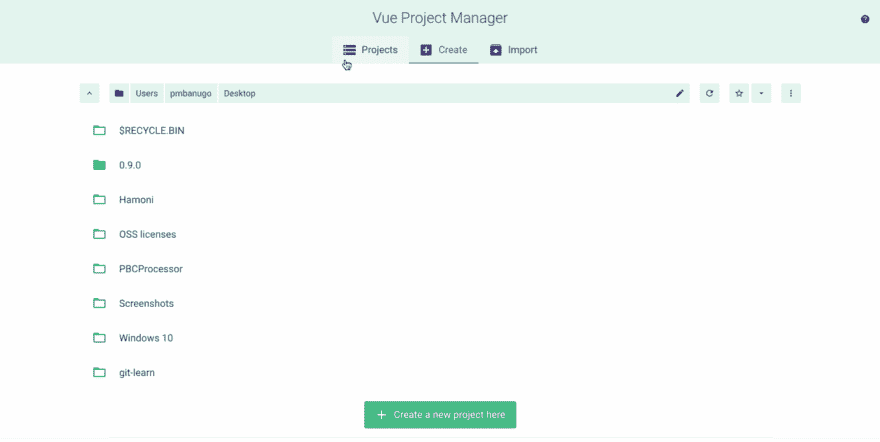 Vue Project Manager
Projects Create Import
Users pmbanugo Desktop
$RECYCLE.BIN
0.9.0
Hamoni
OSS licenses
PBCProcessor
Screenshots
Windows 10
git-learn
+ Create a new project here